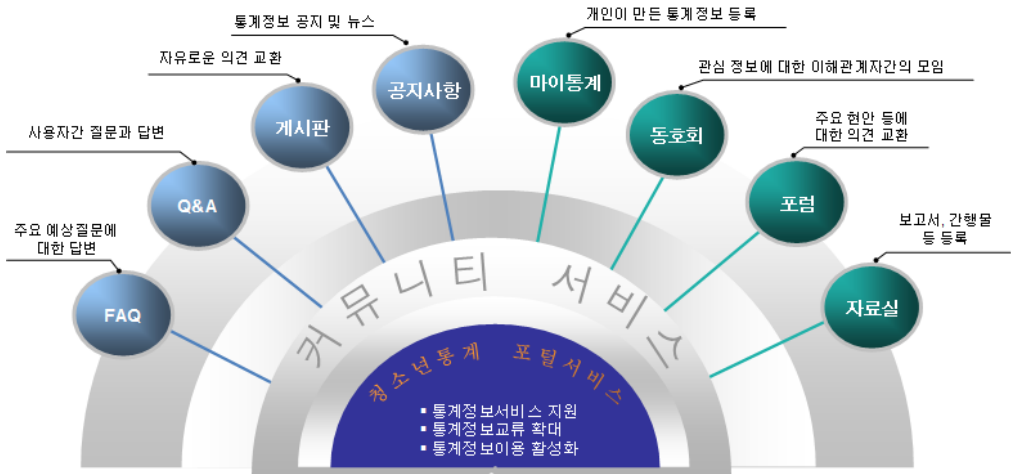 통계정보 공지 및 뉴스
개인이 만든 통계정보 등록
자유로운 의견 교환
관심 정보에 대한 이해관계자간의 모임
사용자간 질문과 답변
주요 현안 등에
대한 의견 교환
주요 예상질문에
대한 답변
보고서, 간행물
등 등록
FAQ
Q&A
게시판
공지사항
마이통계
동호회
포럼
자료실
커뮤니티 서비스
청소년통계 포털서비스
▪ 통계정보서비스 지원
▪ 통계정보교류 확대
▪ 통계정보이용 활성화